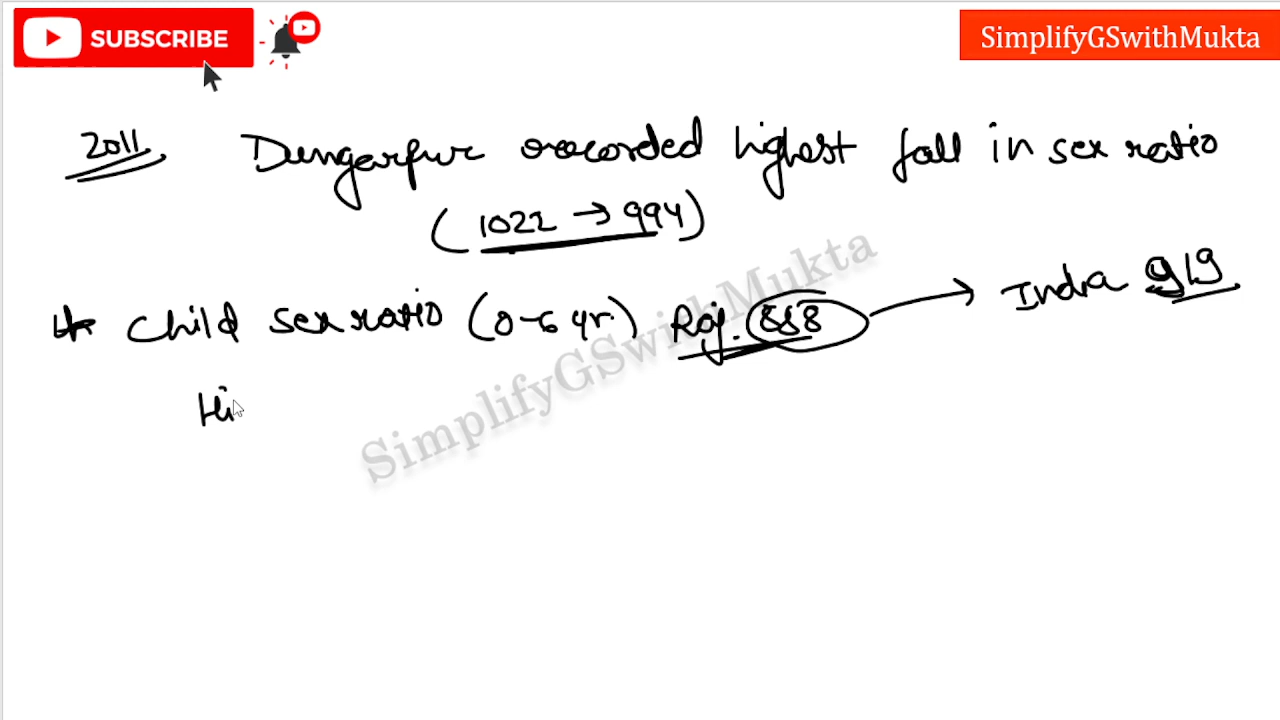 SUBSCRIBE
SimplifyGSwithMukta
2011 Dungarpur recorded highest fall in sex ratio
(1022 → 994)
* Child sex ratio (0-6 yr.) Raj. 888 → India 919
Hi
SimplifyGSwithMukta